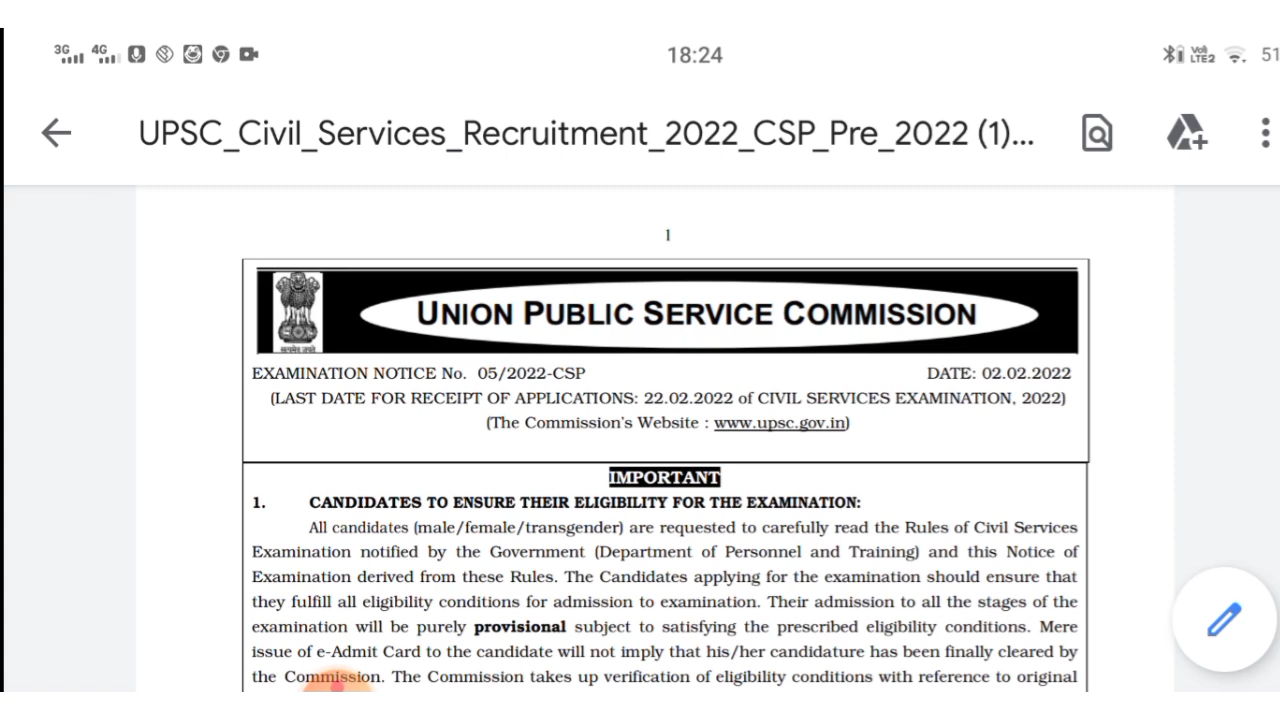 3G 4G 18:24 Vo) LTE2 51
UPSC_Civil_Services_Recruitment_2022_CSP_Pre_2022 (1)...
1
UNION PUBLIC SERVICE COMMISSION
सत्यमेव जयते
EXAMINATION NOTICE No. 05/2022-CSP DATE: 02.02.2022
(LAST DATE FOR RECEIPT OF APPLICATIONS: 22.02.2022 of CIVIL SERVICES EXAMINATION, 2022)
(The Commission's Website : www.upsc.gov.in)
IMPORTANT
1. CANDIDATES TO ENSURE THEIR ELIGIBILITY FOR THE EXAMINATION:
All candidates (male/female/transgender) are requested to carefully read the Rules of Civil Services
Examination notified by the Government (Department of Personnel and Training) and this Notice of
Examination derived from these Rules. The Candidates applying for the examination should ensure that
they fulfill all eligibility conditions for admission to examination. Their admission to all the stages of the
examination will be purely provisional subject to satisfying the prescribed eligibility conditions. Mere
issue of e-Admit Card to the candidate will not imply that his/her candidature has been finally cleared by
the Commission. The Commission takes up verification of eligibility conditions with reference to original